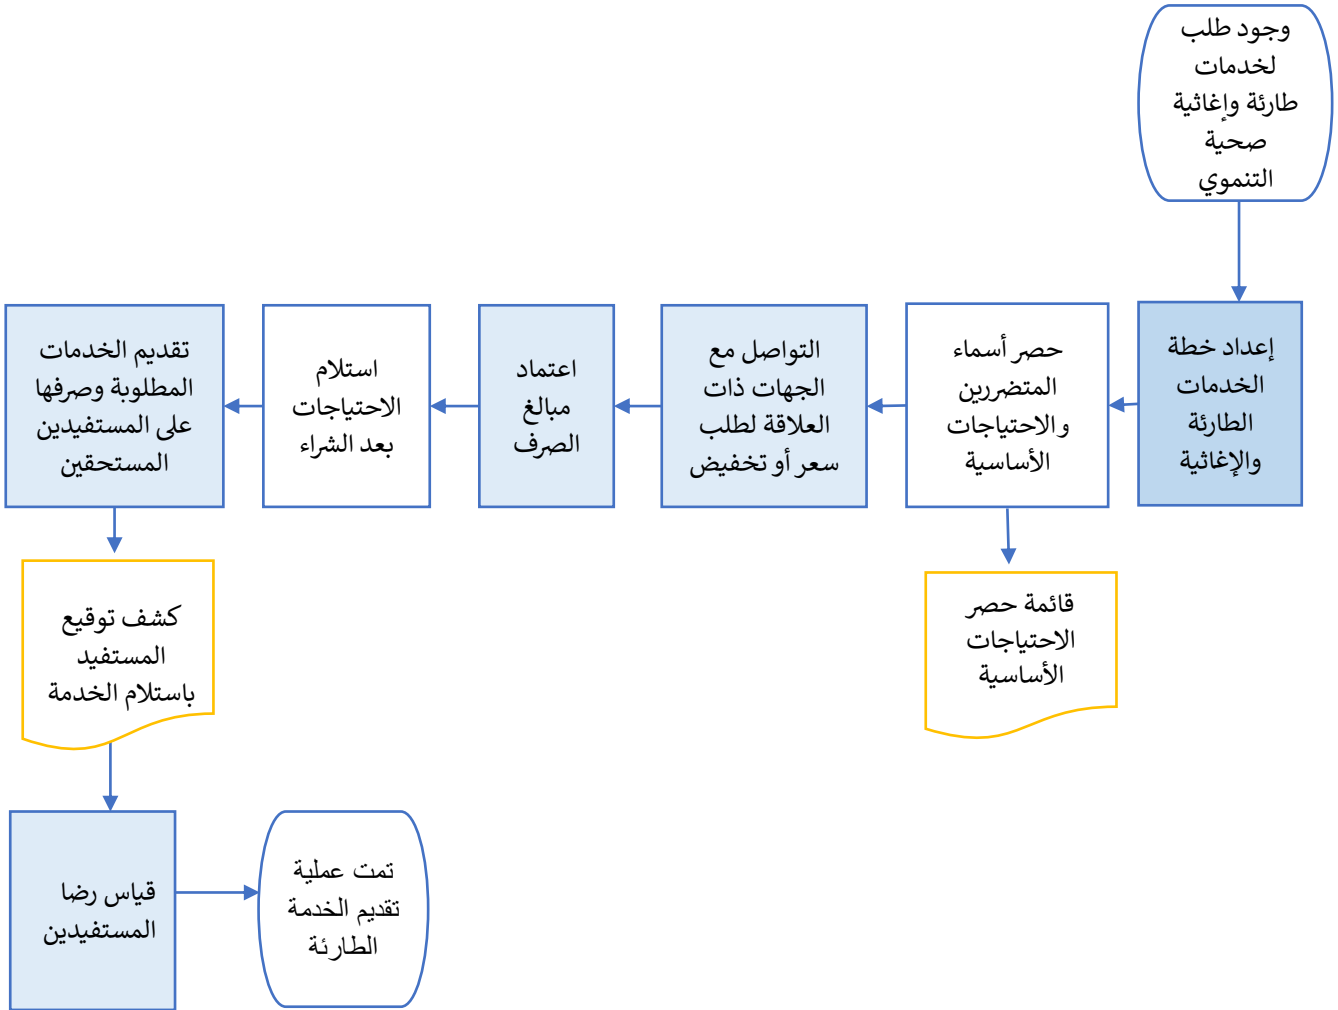 وجود طلب
لخدمات
طارئة وإغاثية
صحية
التنموي
إعداد خطة
الخدمات
الطارئة
والإغاثية
حصر أسماء
المتضررين
والاحتياجات
الأساسية
التواصل مع
الجهات ذات
العلاقة لطلب
سعر أو تخفيض
اعتماد
مبالغ
الصرف
استلام
الاحتياجات
بعد الشراء
تقديم الخدمات
المطلوبة وصرفها
على المستفيدين
المستحقين
قائمة حصر
الاحتياجات
الأساسية
كشف توقيع
المستفيد
باستلام الخدمة
قياس رضا
المستفيدين
تمت عملية
تقديم الخدمة
الطارئة